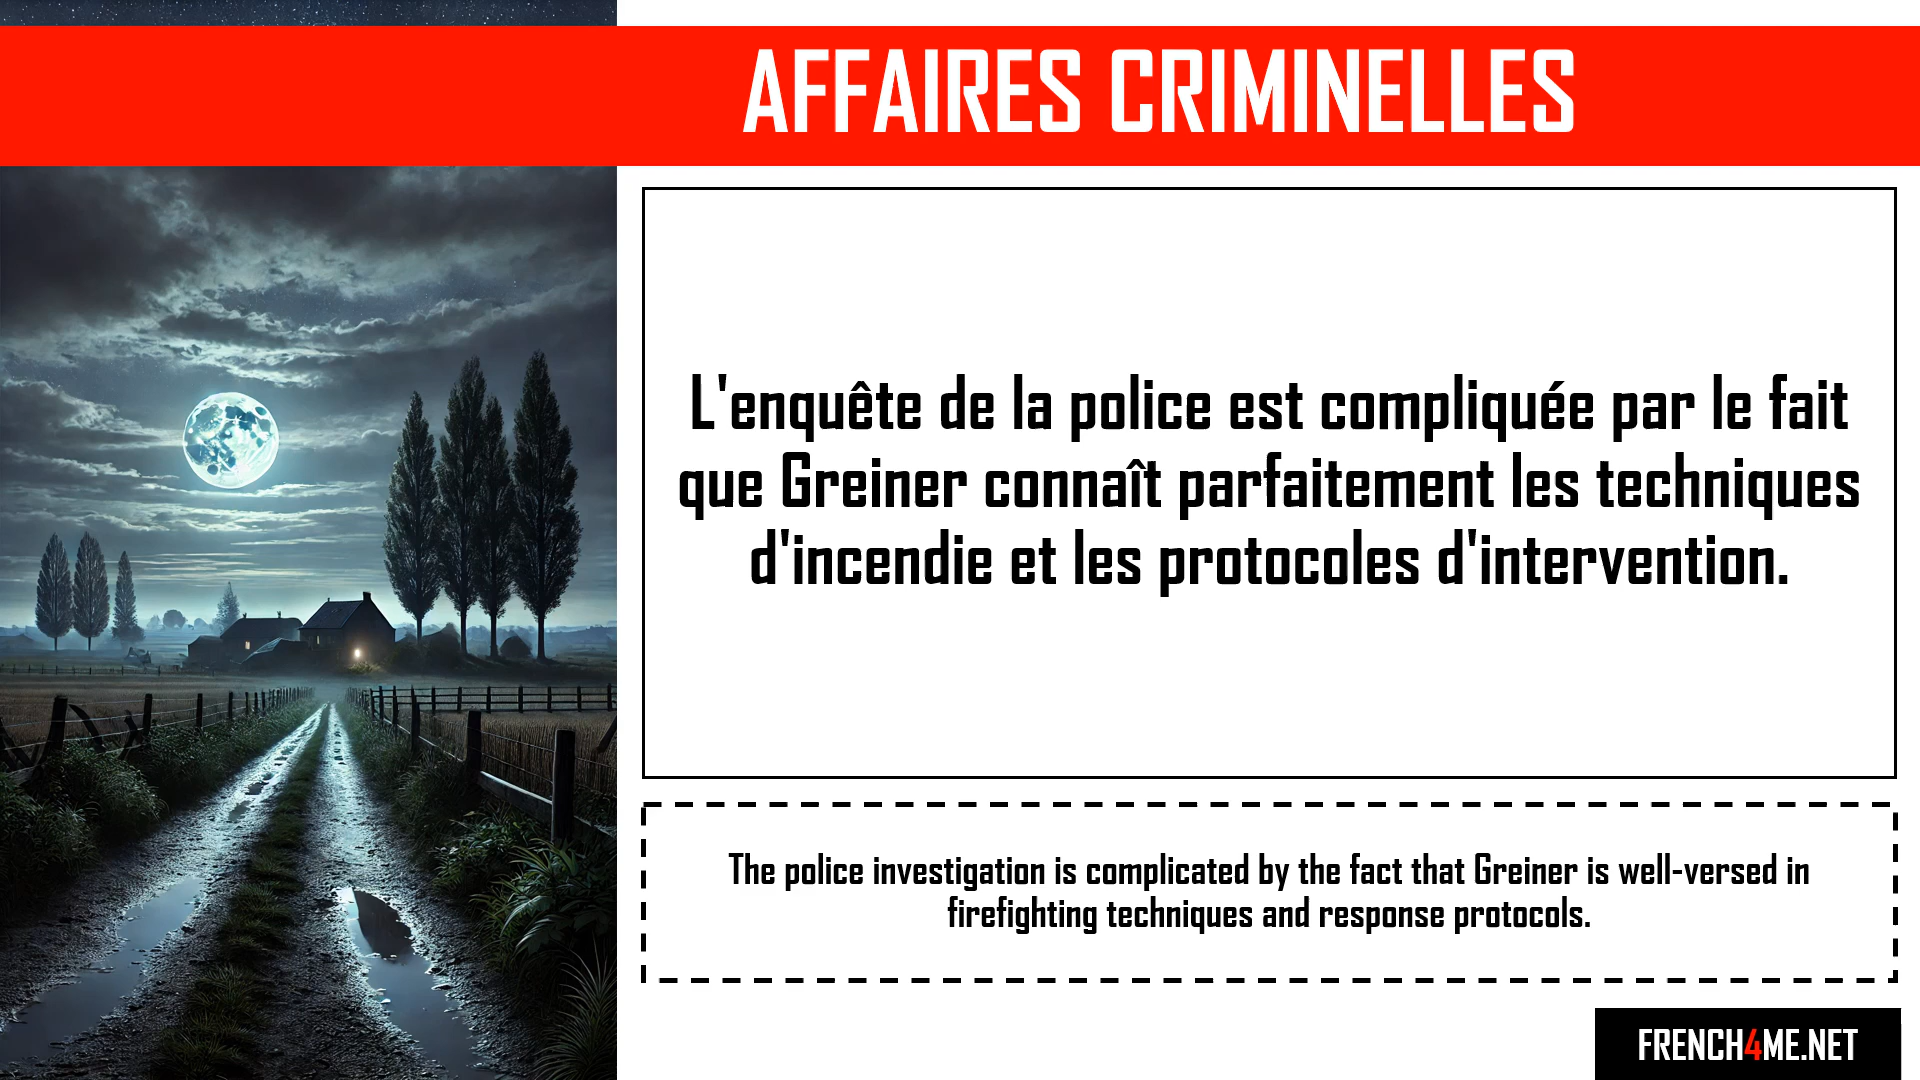 AFFAIRES CRIMINELLES
L'enquête de la police est compliquée par le fait
que Greiner connaît parfaitement les techniques
d'incendie et les protocoles d'intervention.
The police investigation is complicated by the fact that Greiner is well-versed in
firefighting techniques and response protocols.
FRENCH4ME.NET